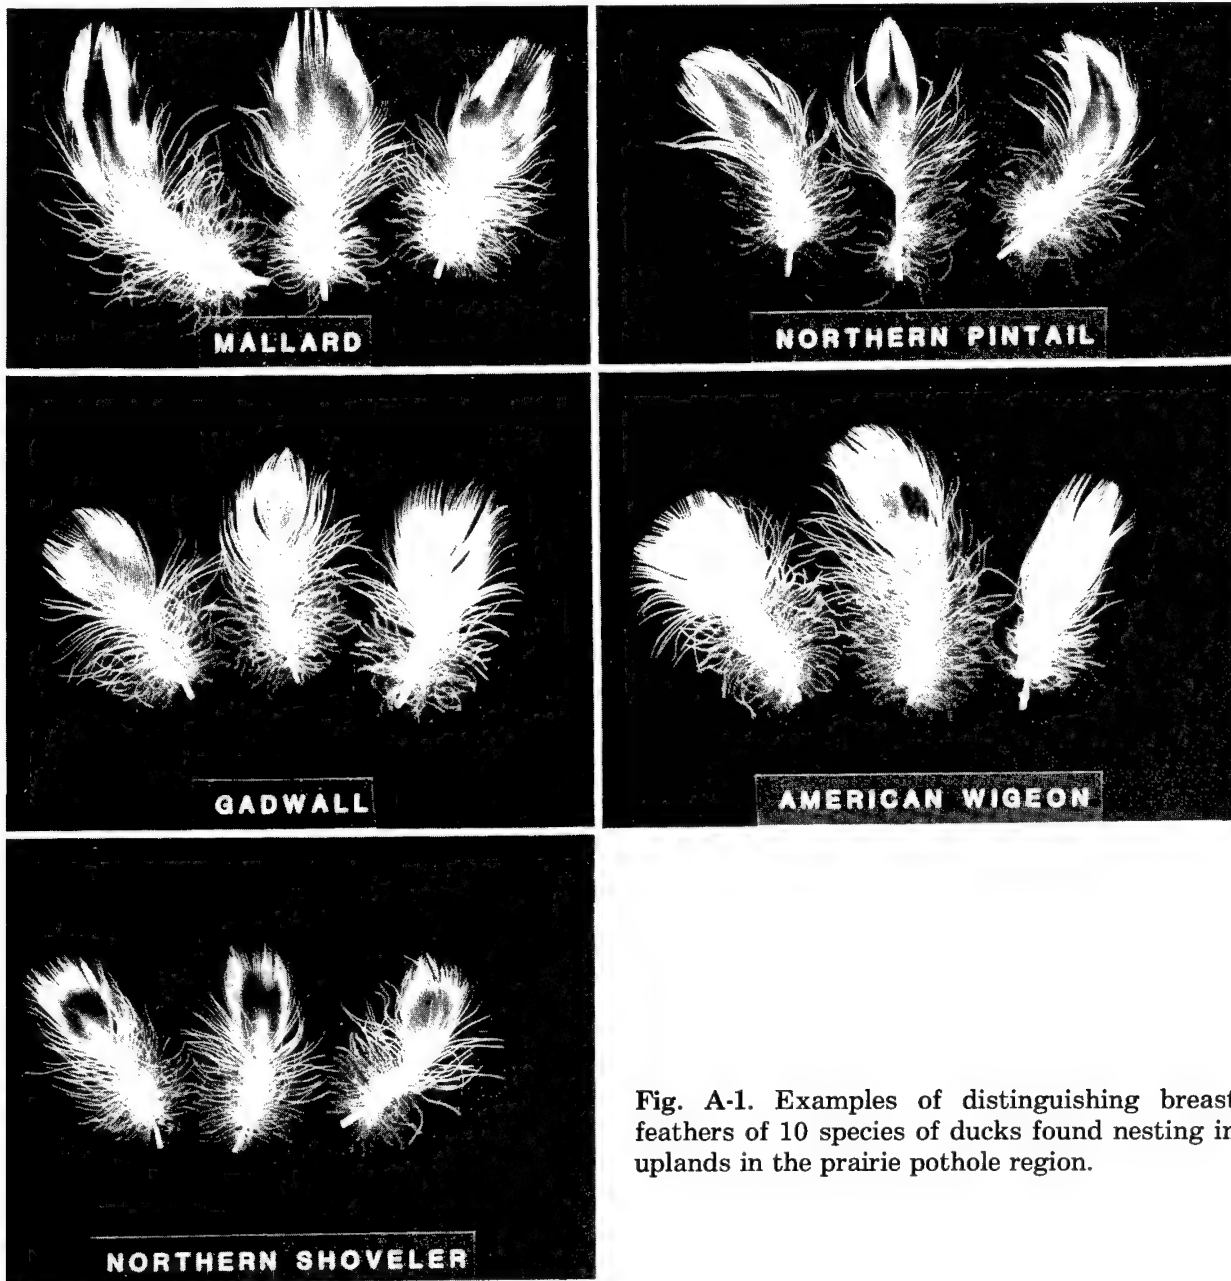 MALLARD
NORTHERN PINTAIL
GADWALL
AMERICAN WIGEON
NORTHERN SHOVELER
Fig. A-1. Examples of distinguishing breast
feathers of 10 species of ducks found nesting in
uplands in the prairie pothole region.